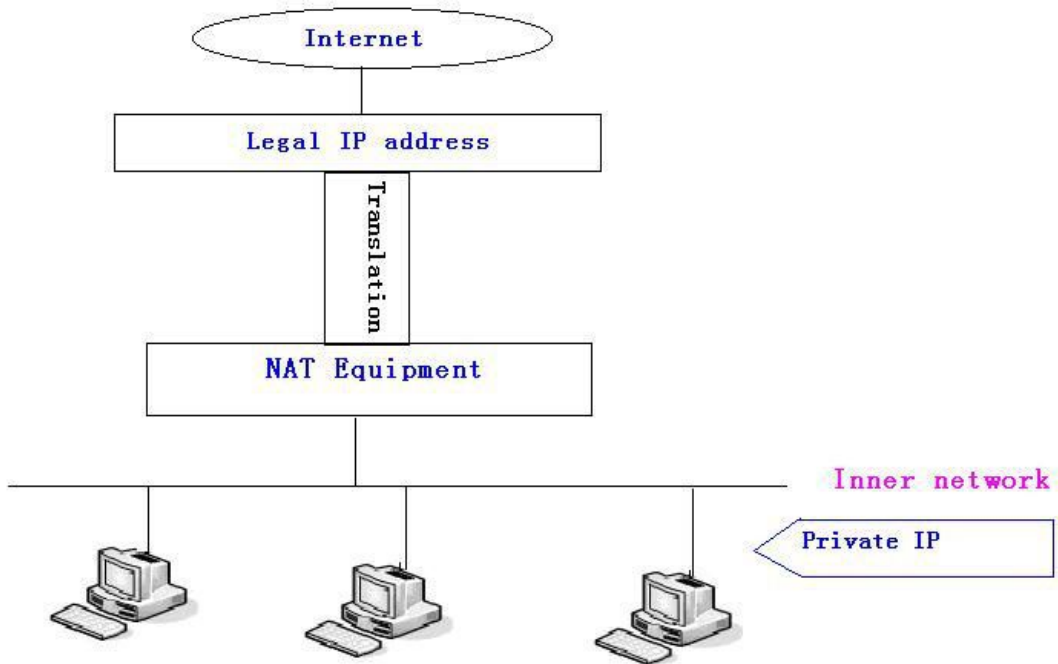 Internet
Legal IP address
Translation
NAT Equipment
Inner network
Private IP